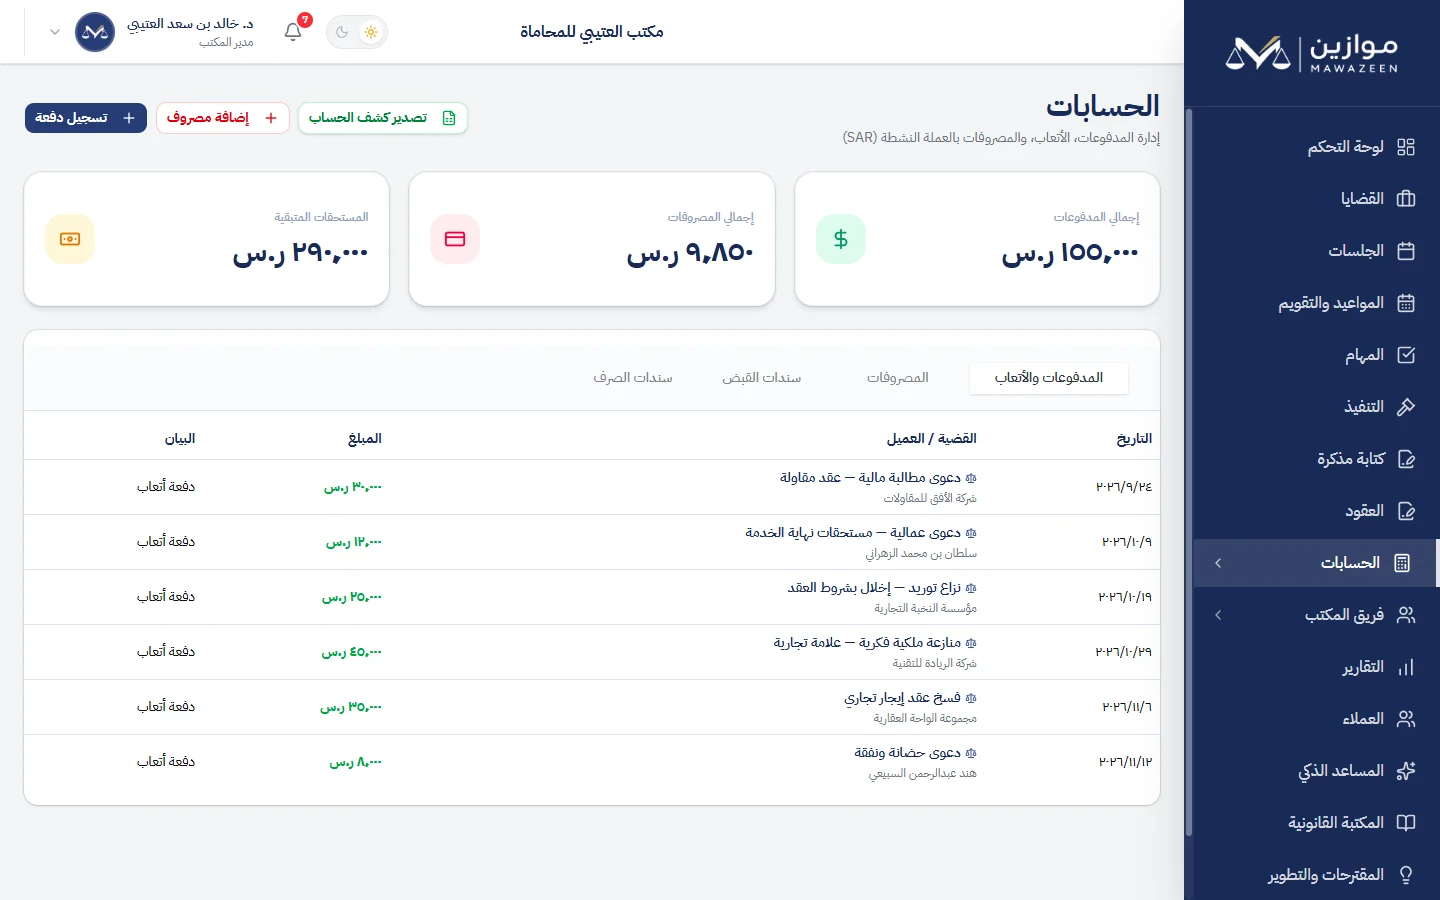 موازين
MAWAZEEN
لوحة التحكم
القضايا
الجلسات
المواعيد والتقويم
المهام
التنفيذ
كتابة مذكرة
العقود
الحسابات
فريق المكتب
التقارير
العملاء
المساعد الذكي
المكتبة القانونية
المقترحات والتطوير
مكتب العتيبي للمحاماة
7
د. خالد بن سعد العتيبي
مدير المكتب
الحسابات
إدارة المدفوعات، الأتعاب، والمصروفات بالعملة النشطة (SAR)
تصدير كشف الحساب
إضافة مصروف
تسجيل دفعة
إجمالي المدفوعات
١٥٥,٠٠٠ ر.س
إجمالي المصروفات
٩,٨٥٠ ر.س
المستحقات المتبقية
٢٩٠,٠٠٠ ر.س
المدفوعات والأتعاب المصروفات سندات القبض سندات الصرف
التاريخ القضية / العميل المبلغ البيان
٢٠٢٦/٩/٢٤ دعوى مطالبة مالية — عقد مقاولة ٣٠,٠٠٠ ر.س دفعة أتعاب
شركة الأفق للمقاولات
٢٠٢٦/١٠/٩ دعوى عمالية — مستحقات نهاية الخدمة ١٢,٠٠٠ ر.س دفعة أتعاب
سلطان بن محمد الزهراني
٢٠٢٦/١٠/١٩ نزاع توريد — إخلال بشروط العقد ٢٥,٠٠٠ ر.س دفعة أتعاب
مؤسسة النخبة التجارية
٢٠٢٦/١٠/٢٩ منازعة ملكية فكرية — علامة تجارية ٤٥,٠٠٠ ر.س دفعة أتعاب
شركة الريادة للتقنية
٢٠٢٦/١١/٦ فسخ عقد إيجار تجاري ٣٥,٠٠٠ ر.س دفعة أتعاب
مجموعة الواحة العقارية
٢٠٢٦/١١/١٢ دعوى حضانة ونفقة ٨,٠٠٠ ر.س دفعة أتعاب
هند عبدالرحمن السبيعي